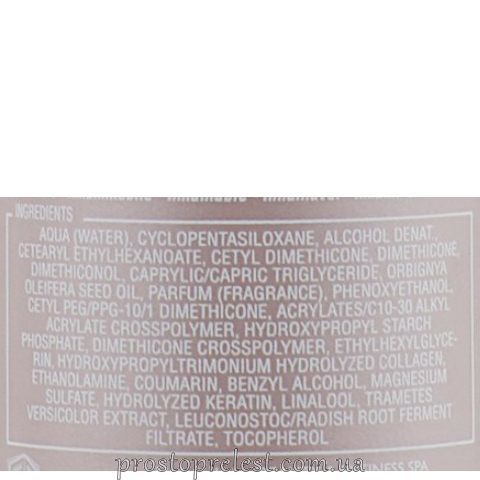 INGREDIENTS
AQUA (WATER), CYCLOPENTASILOXANE, ALCOHOL DENAT.,
CETEARYL ETHYLHEXANOATE, CETYL DIMETHICONE, DIMETHICONE,
DIMETHICONOL, CAPRYLIC/CAPRIC TRIGLYCERIDE, ORBIGNYA
OLEIFERA SEED OIL, PARFUM (FRAGRANCE), PHENOXYETHANOL,
CETYL PEG/PPG-10/1 DIMETHICONE, ACRYLATES/C10-30 ALKYL
ACRYLATE CROSSPOLYMER, HYDROXYPROPYL STARCH
PHOSPHATE, DIMETHICONE CROSSPOLYMER, ETHYLHEXYLGLYCE-
RIN, HYDROXYPROPYLTRIMONIUM HYDROLYZED COLLAGEN,
ETHANOLAMINE, COUMARIN, BENZYL ALCOHOL, MAGNESIUM
SULFATE, HYDROLYZED KERATIN, LINALOOL, TRAMETES
VERSICOLOR EXTRACT, LEUCONOSTOC/RADISH ROOT FERMENT
FILTRATE, TOCOPHEROL
SPA
prostoprelest.com.ua